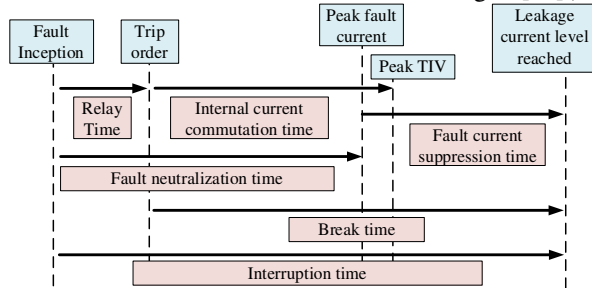 Fault
Inception
Trip
order
Peak fault
current
Peak TIV
Leakage
current level
reached
Relay
Time
Internal current
commutation time
Fault current
suppression time
Fault neutralization time
Break time
Interruption time